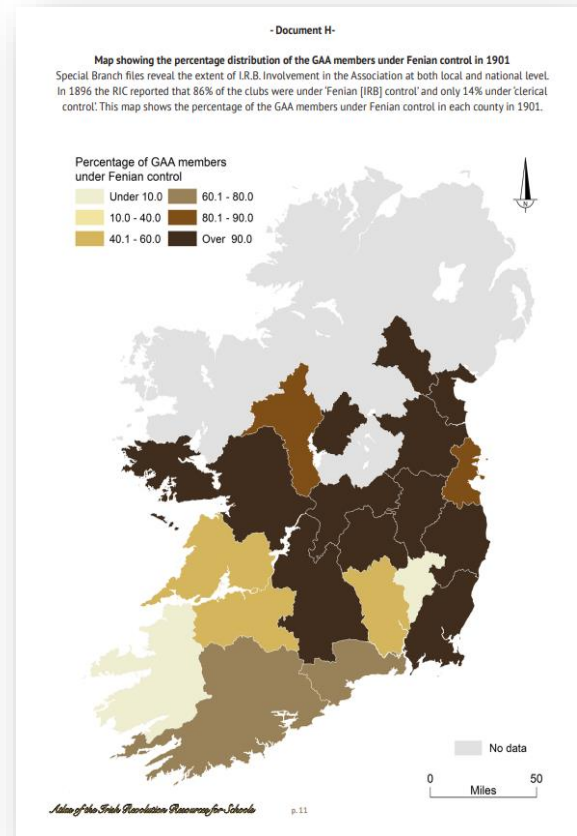 - Document H-
Map showing the percentage distribution of the GAA members under Fenian control in 1901
Special Branch files reveal the extent of I.R.B. Involvement in the Association at both local and national level.
In 1896 the RIC reported that 86% of the clubs were under 'Fenian [IRB] control' and only 14% under 'clerical
control'. This map shows the percentage of the GAA members under Fenian control in each county in 1901.
Percentage of GAA members
under Fenian control
Under 10.0
60.1 - 80.0
10.0 - 40.0
80.1 - 90.0
40.1 - 60.0
Over 90.0
N
No data
0
50
Miles
Atlas of the Irish Revolution Resources for Schools
p.11